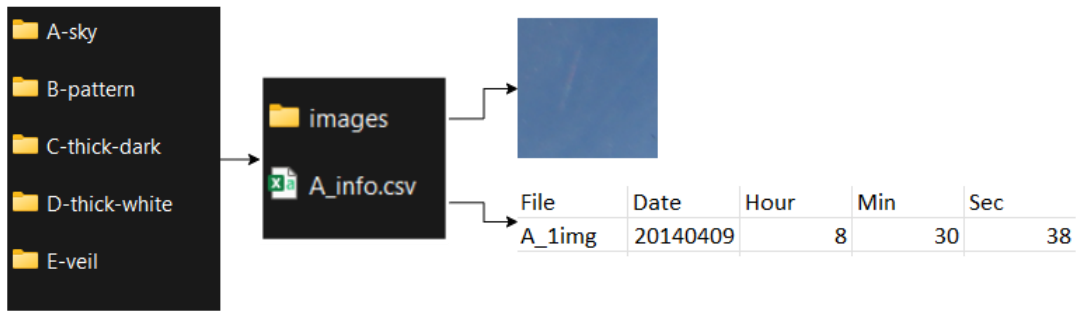 A-sky
B-pattern
C-thick-dark
D-thick-white
E-veil
images
A_info.csv
File Date Hour Min Sec
A_1img 20140409 8 30 38